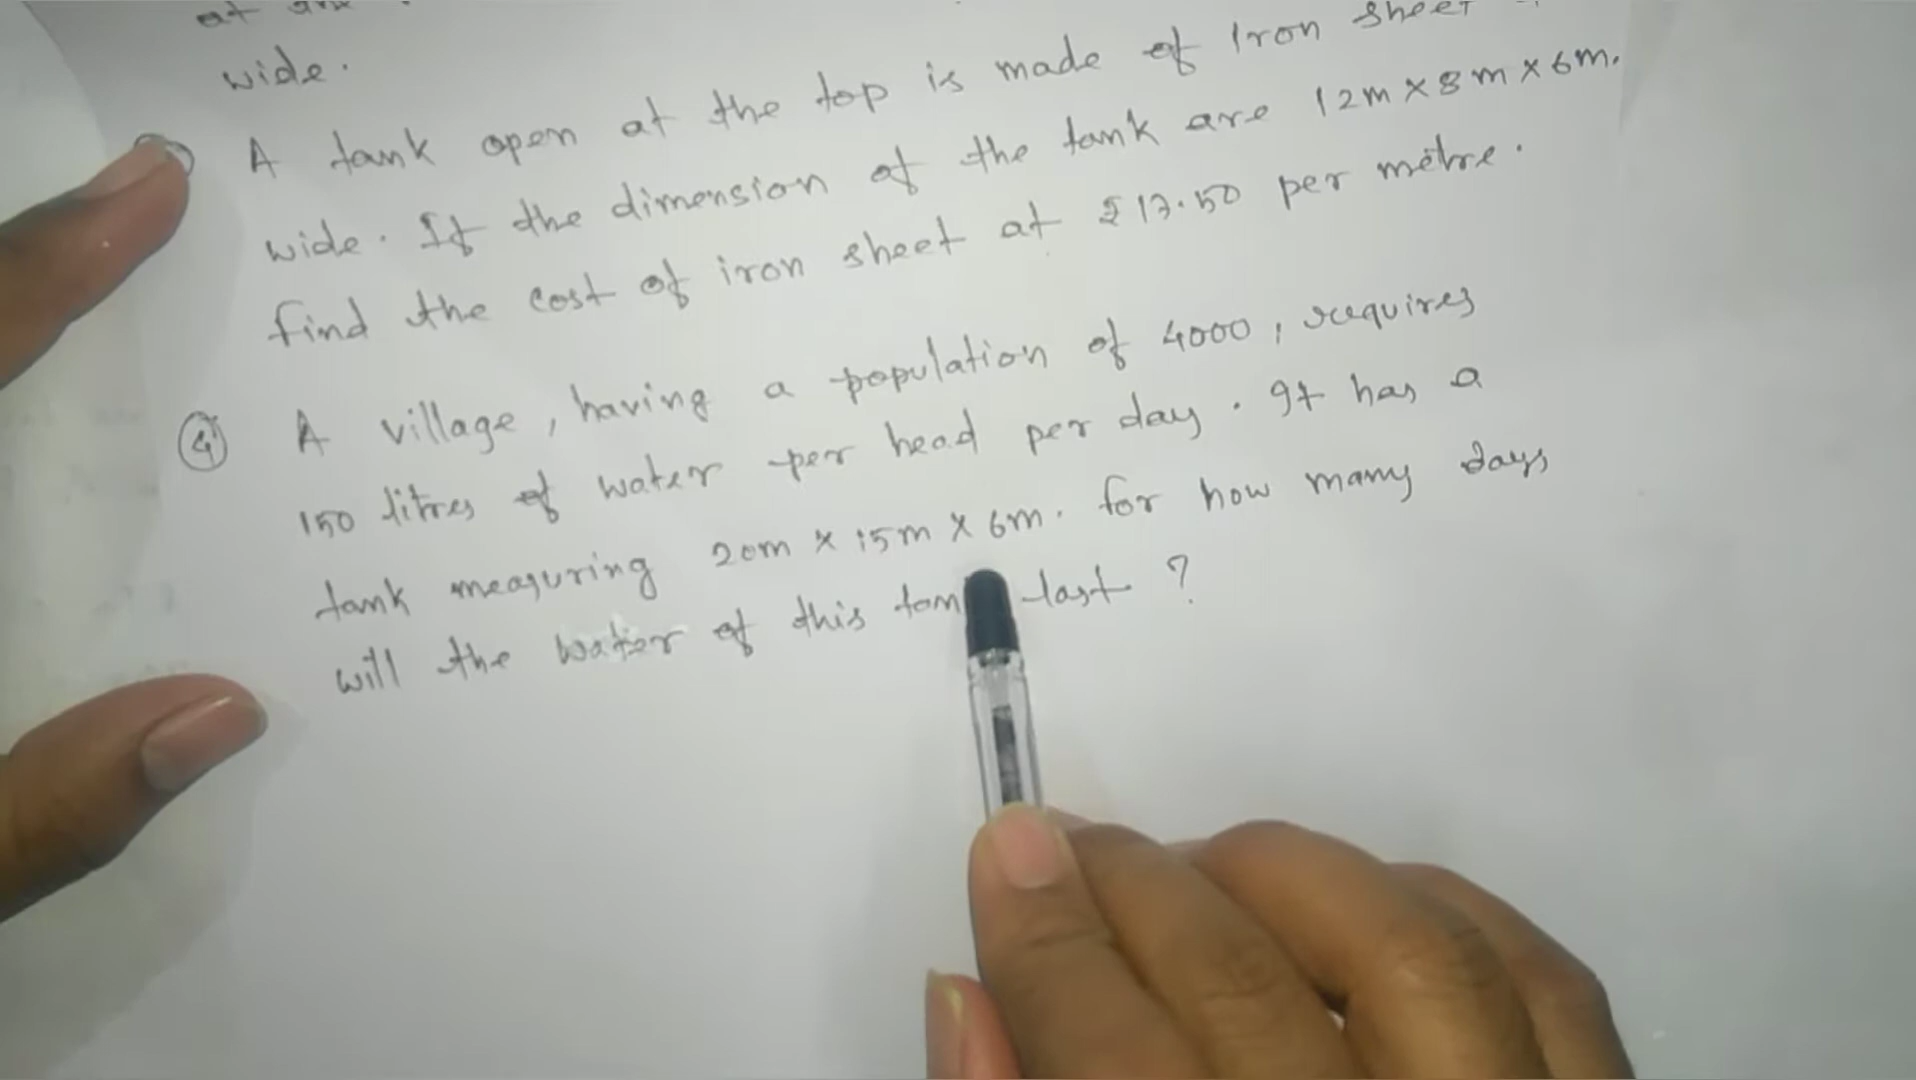 at
wide.
A tank open at the top is made of Iron sheet
wide. If the dimension of the tank are 12m x 8m x 6m.
find the cost of iron sheet at ₹ 17.50 per metre.
④ A village, having a population of 4000, requires
150 litres of water per head per day. It has a
tank measuring 20m x 15m x 6m. for how many days
will the water of this last ?